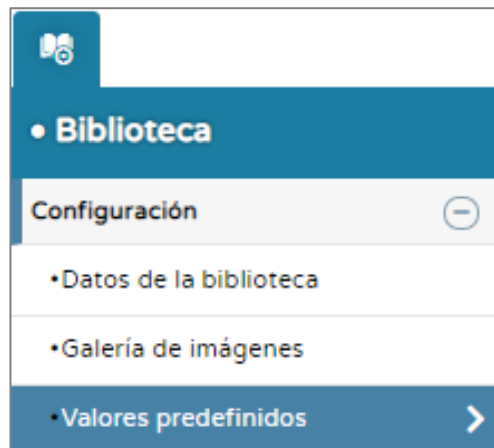 • Biblioteca
Configuración
•Datos de la biblioteca
•Galería de imágenes
•Valores predefinidos